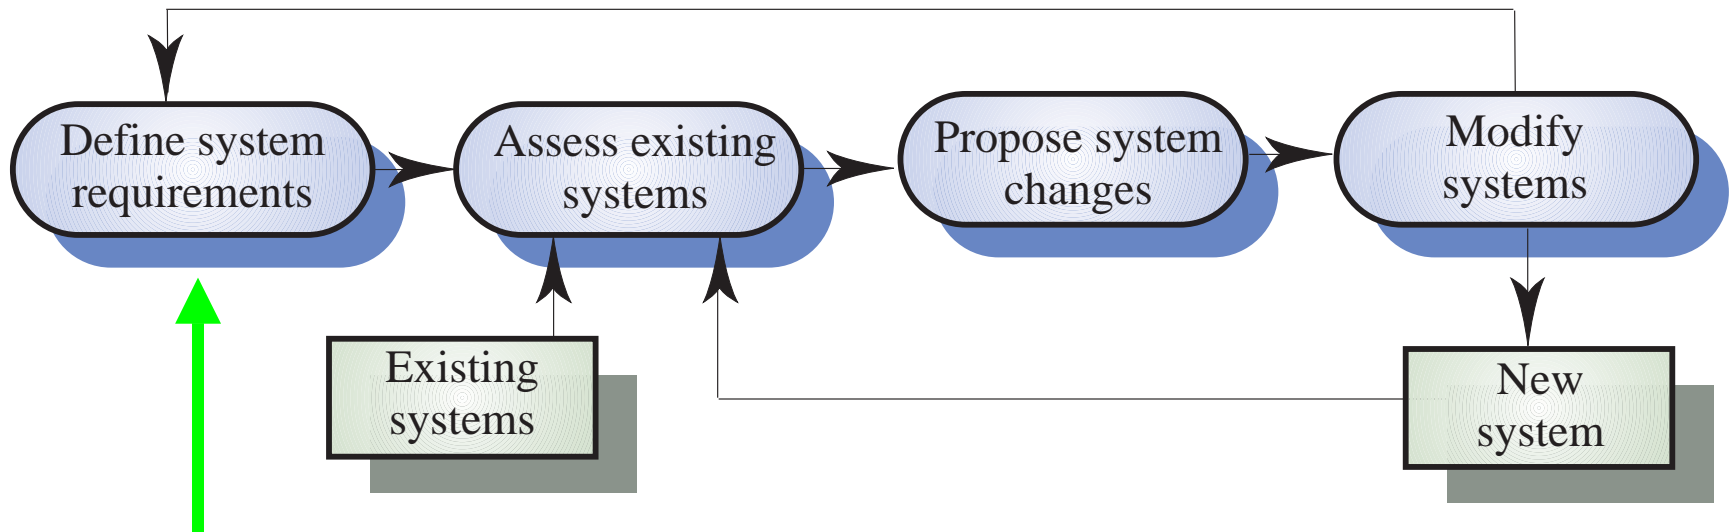 Define system
requirements
Assess existing
systems
Propose system
changes
Modify
systems
Existing
systems
New
system